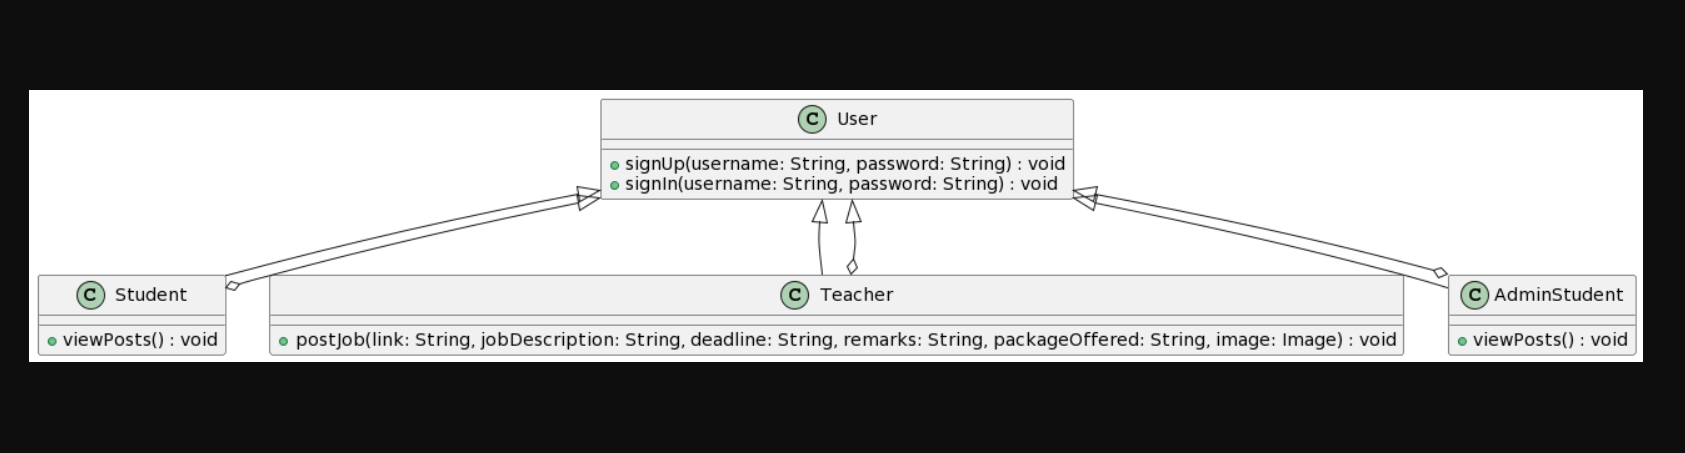 C User
signUp(username: String, password: String) : void
signIn(username: String, password: String) : void
C Student
viewPosts() : void
C Teacher
postJob(link: String, jobDescription: String, deadline: String, remarks: String, packageOffered: String, image: Image) : void
C AdminStudent
viewPosts() : void